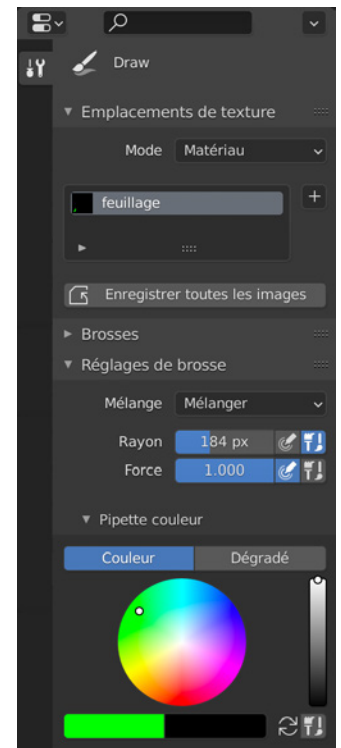 Draw
Emplacements de texture
Mode Matériau
feuillage
Enregistrer toutes les images
Brosses
Réglages de brosse
Mélange Mélanger
Rayon 184 px
Force 1.000
Pipette couleur
Couleur Dégradé